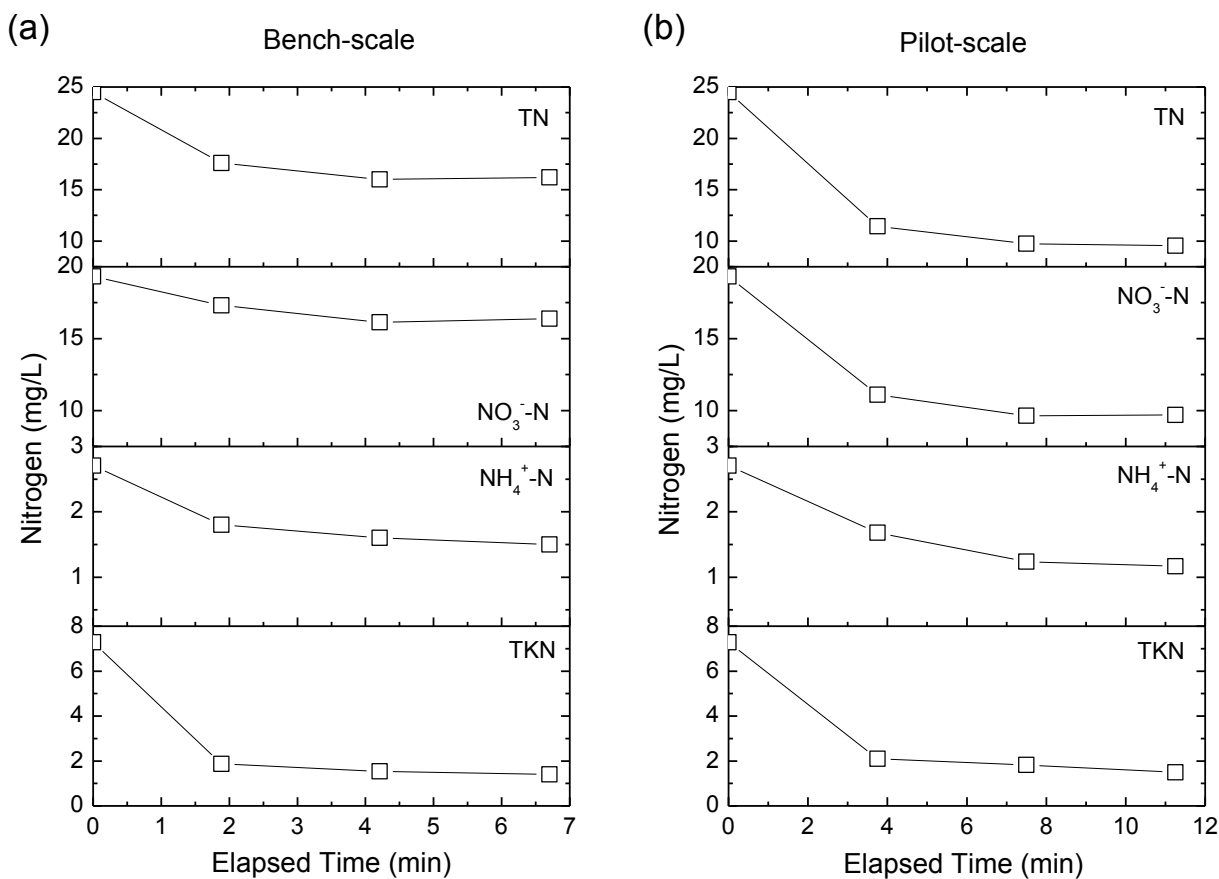 (a)
Bench-scale
25
20
15
10
TN
20
15
10
NO₃⁻-N
3
2
1
NH₄⁺-N
8
6
4
2
0
TKN
0 1 2 3 4 5 6 7
Elapsed Time (min)
Nitrogen (mg/L)
(b)
Pilot-scale
25
20
15
10
TN
20
15
10
NO₃⁻-N
3
2
1
NH₄⁺-N
8
6
4
2
0
TKN
0 2 4 6 8 10 12
Elapsed Time (min)
Nitrogen (mg/L)